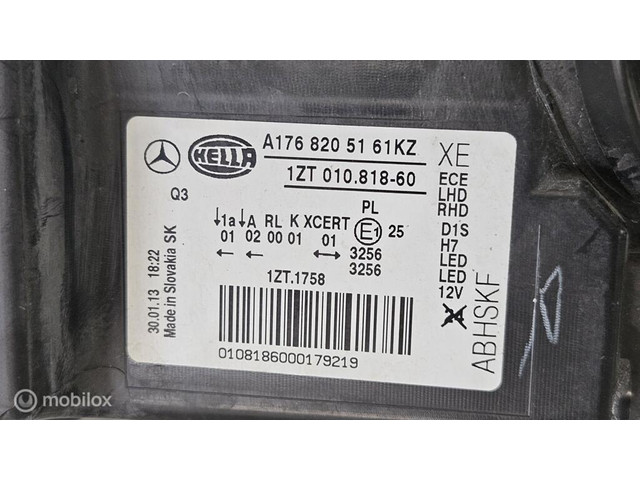 HELLA
A176 820 51 61KZ
1ZT 010.818-60
XE
ECE
LHD
RHD
D1S
H7
LED
LED
12V
Q3
PL
↓1a ↓A RL K XCERT E1 25
01 02 00 01 01
← ← ↔ 3256
3256
1ZT.1758
0108186000179219
30.01.13 18:22
Made in Slovakia SK
ABHSKF
mobilox